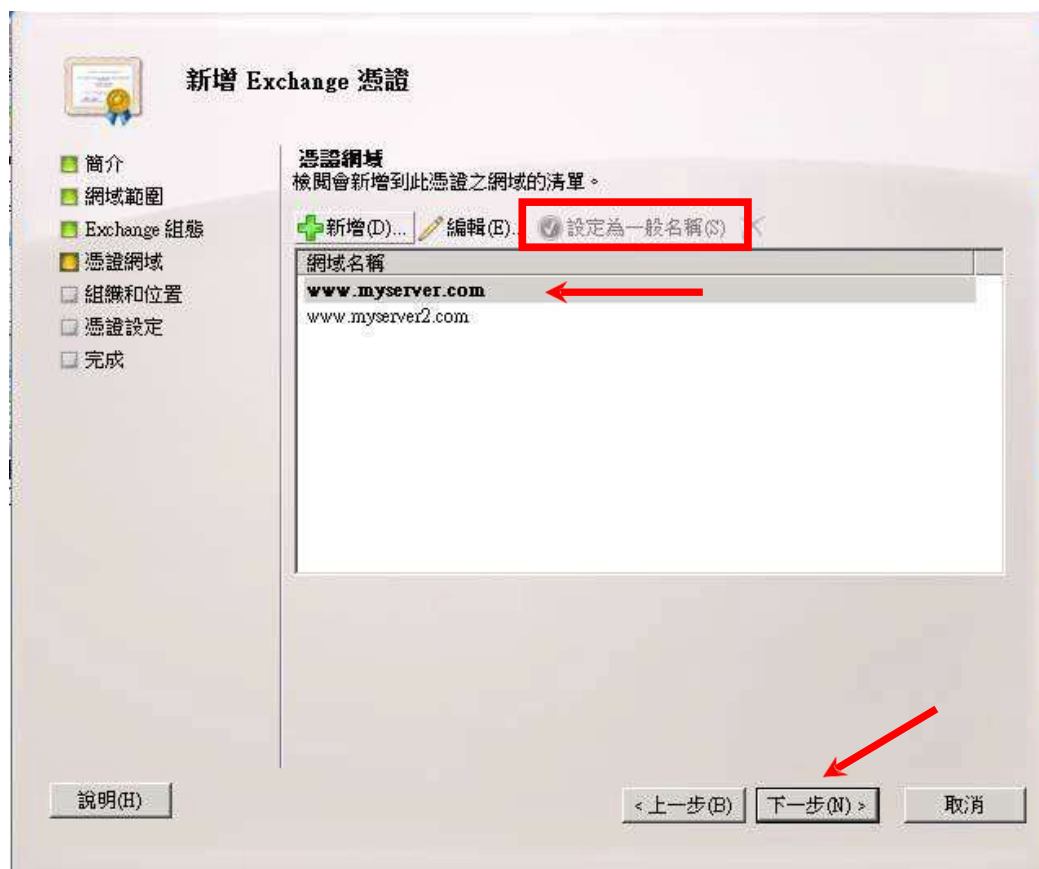 新增 Exchange 憑證
簡介
網域範圍
Exchange 組態
憑證網域
組織和位置
憑證設定
完成
憑證網域
檢閱會新增到此憑證之網域的清單。
新增(D)... 編輯(E).. 設定為一般名稱(S)
網域名稱
www.myserver.com
www.myserver2.com
說明(H) <上一步(B) 下一步(N) > 取消